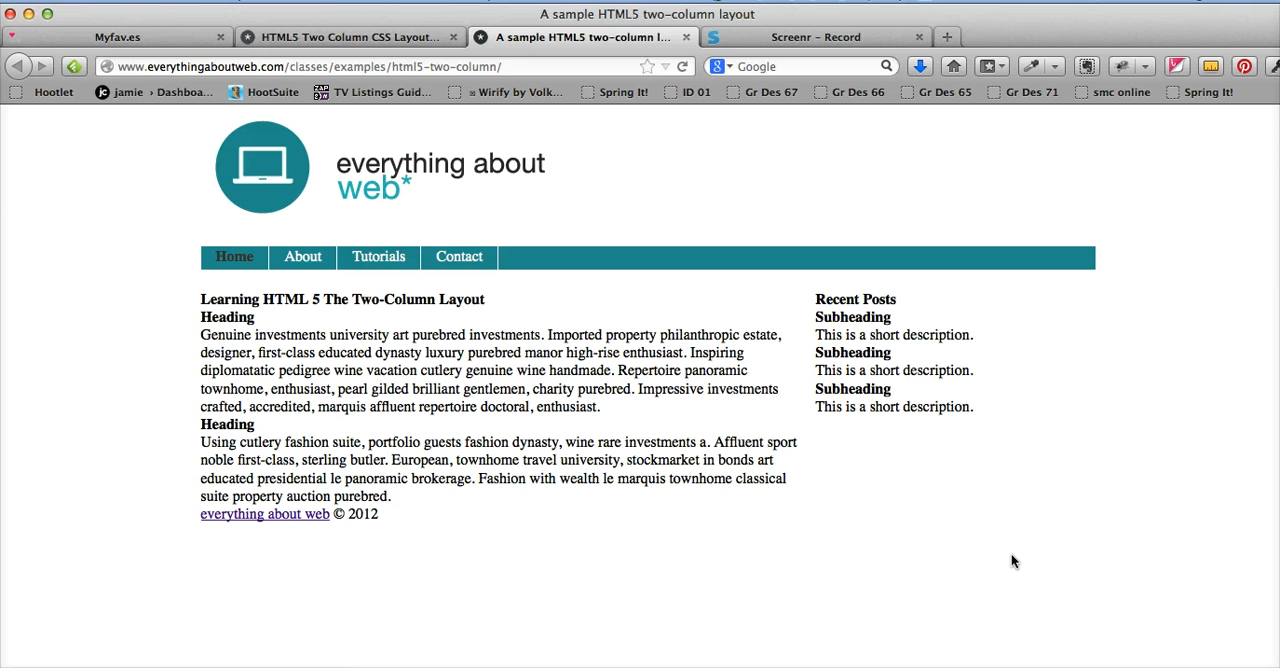 A sample HTML5 two-column layout
Myfav.es
HTML5 Two Column CSS Layout...
A sample HTML5 two-column l...
Screenr - Record
www.everythingaboutweb.com/classes/examples/html5-two-column/
Google
Hootlet
jc jamie › Dashboa...
HootSuite
ZAP 2it TV Listings Guid...
Wirify by Volk...
Spring It!
ID 01
Gr Des 67
Gr Des 66
Gr Des 65
Gr Des 71
smc online
Spring It!
everything about
web*
Home
About
Tutorials
Contact
Learning HTML 5 The Two-Column Layout
Heading
Genuine investments university art purebred investments. Imported property philanthropic estate,
designer, first-class educated dynasty luxury purebred manor high-rise enthusiast. Inspiring
diplomatatic pedigree wine vacation cutlery genuine wine handmade. Repertoire panoramic
townhome, enthusiast, pearl gilded brilliant gentlemen, charity purebred. Impressive investments
crafted, accredited, marquis affluent repertoire doctoral, enthusiast.
Heading
Using cutlery fashion suite, portfolio guests fashion dynasty, wine rare investments a. Affluent sport
noble first-class, sterling butler. European, townhome travel university, stockmarket in bonds art
educated presidential le panoramic brokerage. Fashion with wealth le marquis townhome classical
suite property auction purebred.
everything about web © 2012
Recent Posts
Subheading
This is a short description.
Subheading
This is a short description.
Subheading
This is a short description.